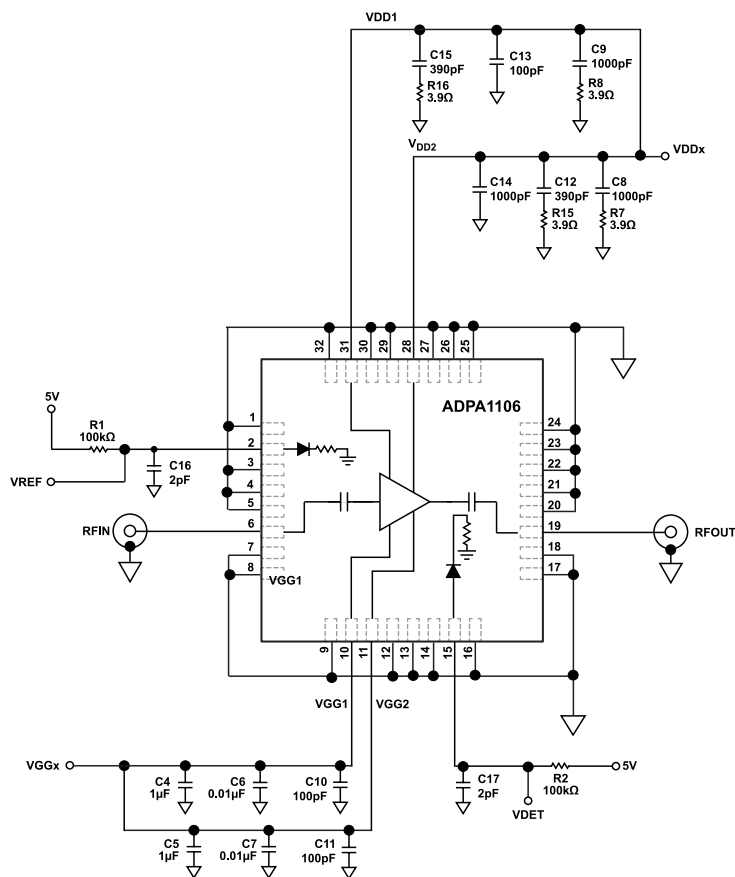 VDD1
C15
390pF
R16
3.9Ω
C13
100pF
C9
1000pF
R8
3.9Ω
VDD2
VDDx
C14
1000pF
C12
390pF
R15
3.9Ω
C8
1000pF
R7
3.9Ω
32
31
30
29
28
27
26
25
ADPA1106
5V
R1
100kΩ
VREF
C16
2pF
RFIN
1
2
3
4
5
6
7
8
VGG1
24
23
22
21
20
19
18
17
RFOUT
9
10
11
12
13
14
15
16
VGG1
VGG2
VGGx
C4
1µF
C6
0.01µF
C10
100pF
C5
1µF
C7
0.01µF
C11
100pF
C17
2pF
VDET
R2
100kΩ
5V